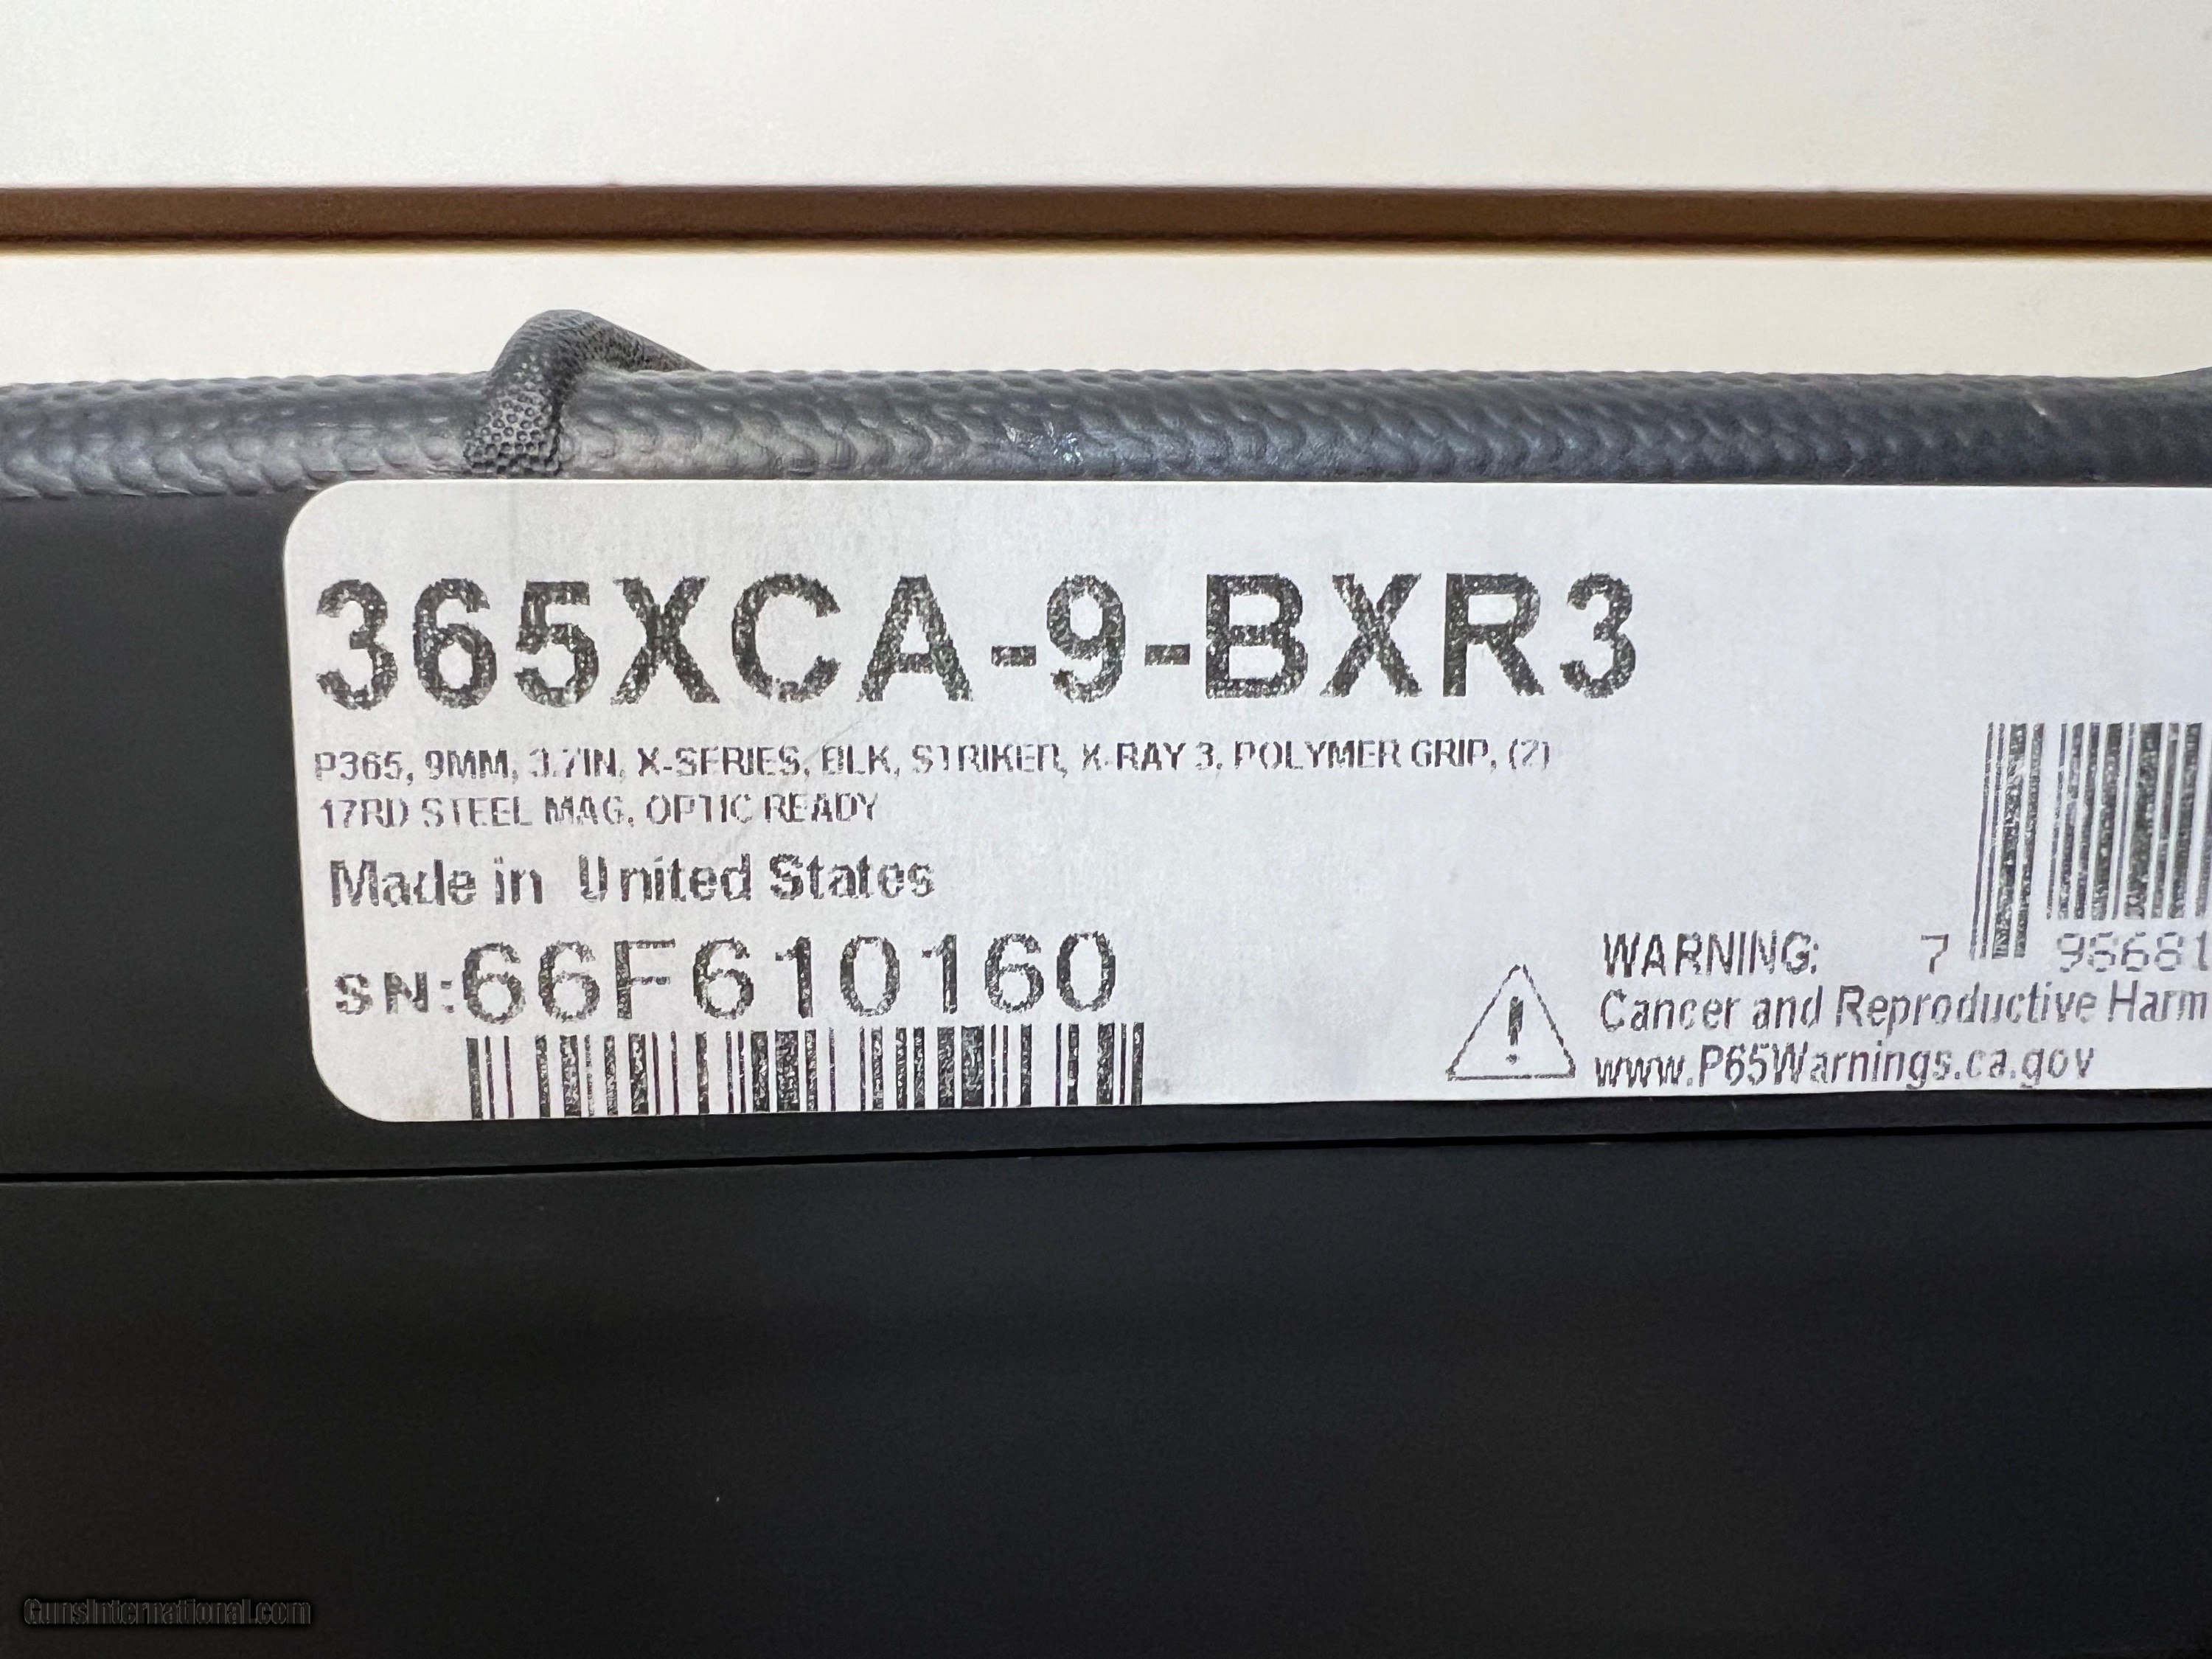 365XCA-9-BXR3
P365, 9MM, 3.7IN, X-SERIES, BLK, STRIKER, X-RAY 3, POLYMER GRIP, (2)
17RD STEEL MAG, OPTIC READY
Made in United States
SN:66F610160
7 98681
WARNING:
Cancer and Reproductive Harm
www.P65Warnings.ca.gov
GunsInternational.com